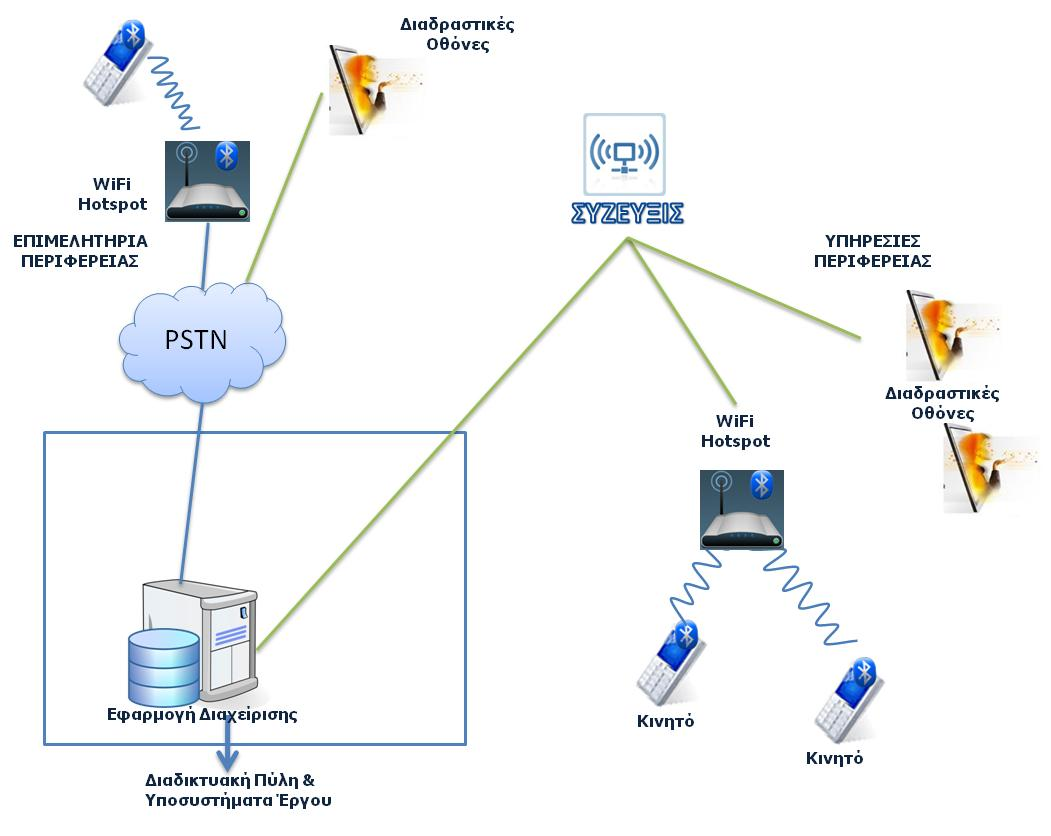 Διαδραστικές
Οθόνες
WiFi
Hotspot
ΕΠΙΜΕΛΗΤΗΡΙΑ
ΠΕΡΙΦΕΡΕΙΑΣ
PSTN
ΣΥΖΕΥΞΙΣ
ΥΠΗΡΕΣΙΕΣ
ΠΕΡΙΦΕΡΕΙΑΣ
Διαδραστικές
Οθόνες
WiFi
Hotspot
Κινητό
Κινητό
Εφαρμογή Διαχείρισης
Διαδικτυακή Πύλη &
Υποσυστήματα Έργου